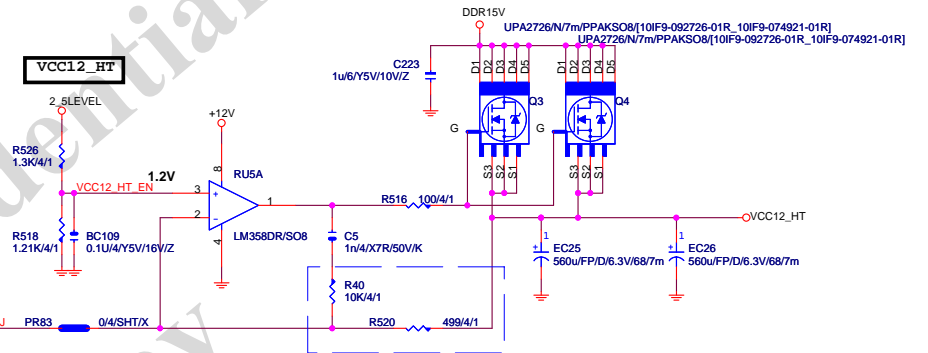 DDR15V
UPA2726/N/7m/PPAKSO8/[10IF9-092726-01R_10IF9-074921-01R]
UPA2726/N/7m/PPAKSO8/[10IF9-092726-01R_10IF9-074921-01R]
VCC12_HT
C223
1u/6/Y5V/10V/Z
D1 D2 D3 D4 D5
D1 D2 D3 D4 D5
2_5LEVEL
+12V
Q3
Q4
G
G
R526
1.3K/4/1
8
RU5A
S3 S2 S1
S3 S2 S1
1.2V
VCC12_HT_EN
3
+
1
R516
100/4/1
2
-
VCC12_HT
R518
1.21K/4/1
BC109
0.1U/4/Y5V/16V/Z
4
LM358DR/SO8
C5
1n/4/X7R/50V/K
1
+
EC25
560u/FP/D/6.3V/68/7m
1
+
EC26
560u/FP/D/6.3V/68/7m
R40
10K/4/1
PR83
0/4/SHT/X
R520
499/4/1